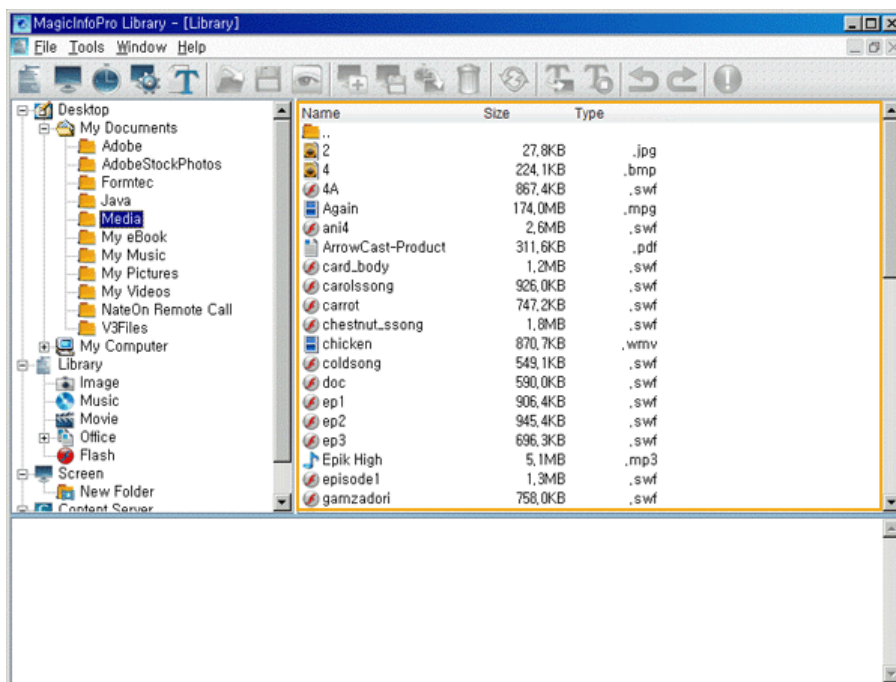 MagicInfoPro Library - [Library]
File Tools Window Help
Desktop
My Documents
Adobe
AdobeStockPhotos
Formtec
Java
Media
My eBook
My Music
My Pictures
My Videos
NateOn Remote Call
V3Files
My Computer
Library
Image
Music
Movie
Office
Flash
Screen
New Folder
Content Server
Name Size Type
..
2 27,8KB .jpg
4 224,1KB .bmp
4A 867,4KB .swf
Again 174,0MB .mpg
ani4 2,6MB .swf
ArrowCast-Product 311,6KB .pdf
card_body 1,2MB .swf
carolssong 926,0KB .swf
carrot 747,2KB .swf
chestnut_ssong 1,8MB .swf
chicken 870,7KB .wmv
coldsong 549,1KB .swf
doc 590,0KB .swf
ep1 906,4KB .swf
ep2 945,4KB .swf
ep3 696,3KB .swf
Epik High 5,1MB .mp3
episode1 1,3MB .swf
gamzadori 758,0KB .swf